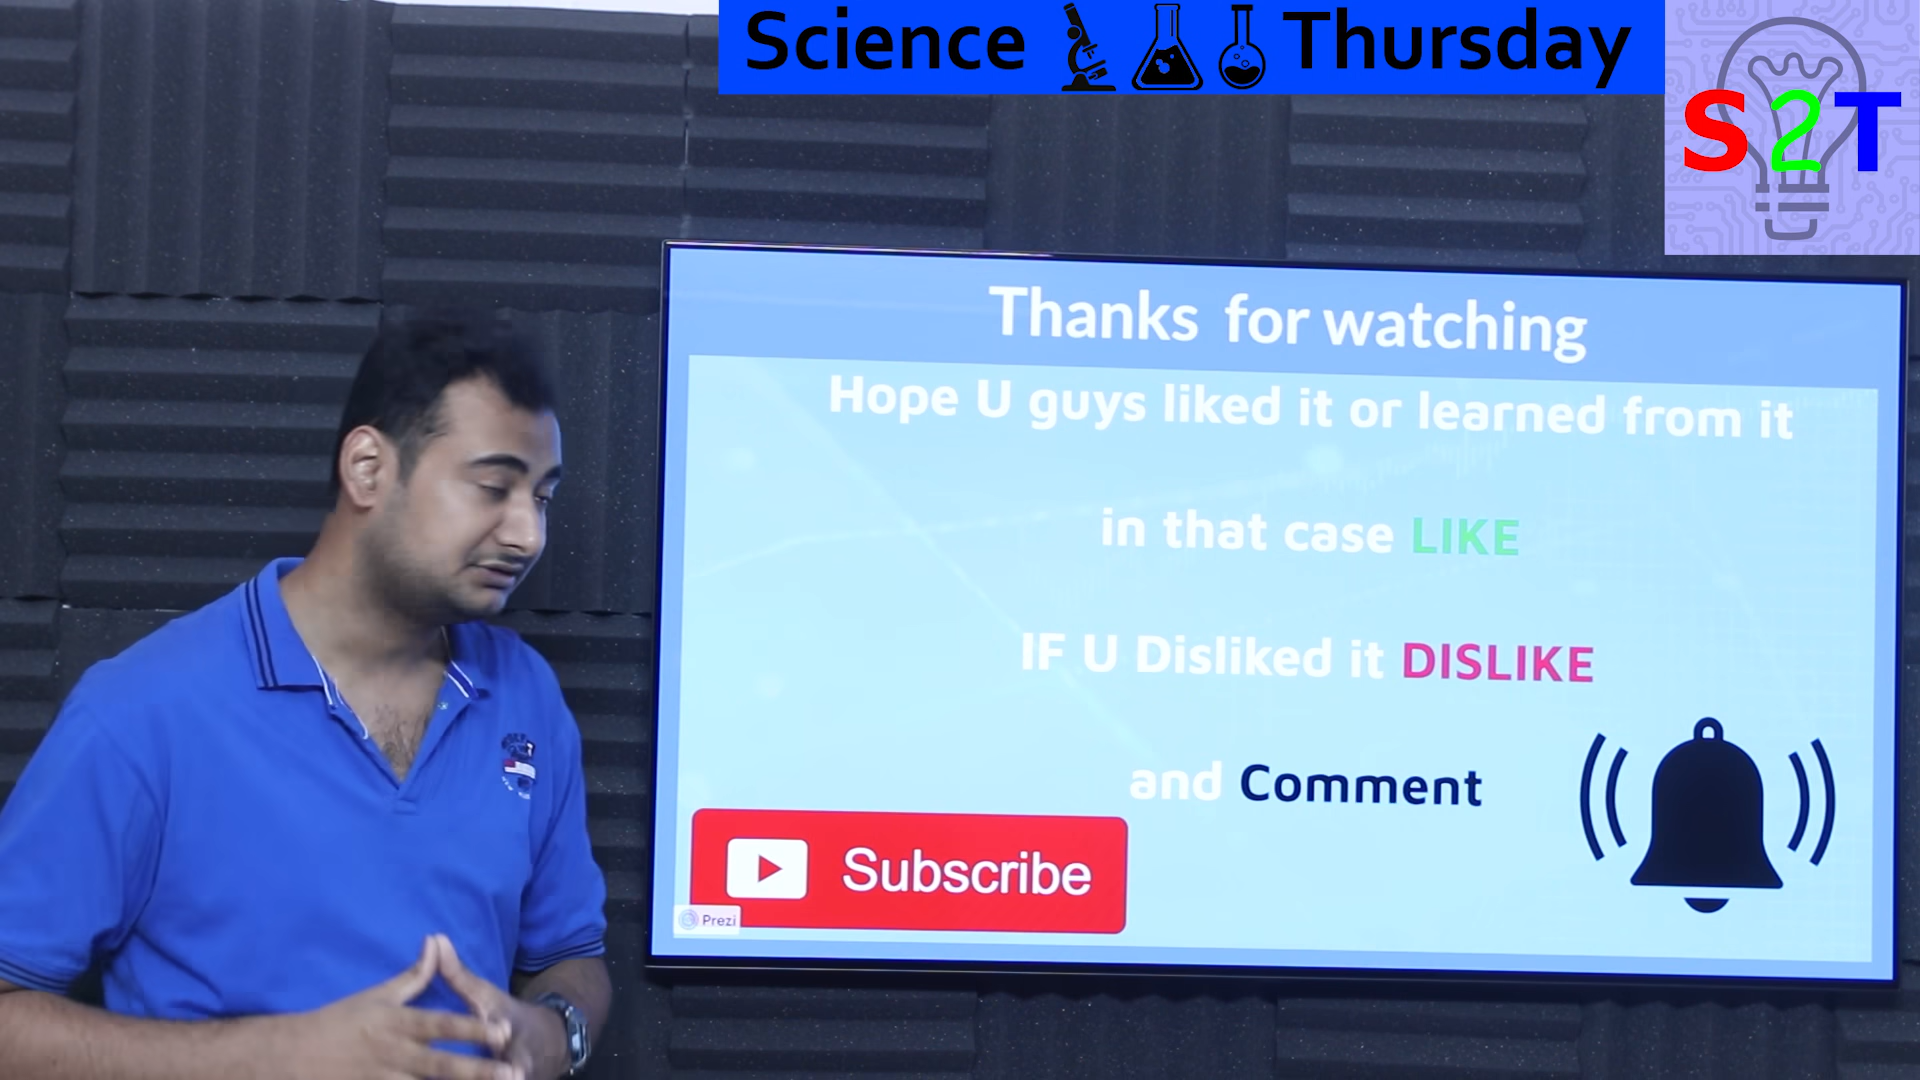 Science Thursday
S2T
Thanks for watching
Hope U guys liked it or learned from it
in that case LIKE
IF U Disliked it DISLIKE
and Comment
Subscribe
Prezi